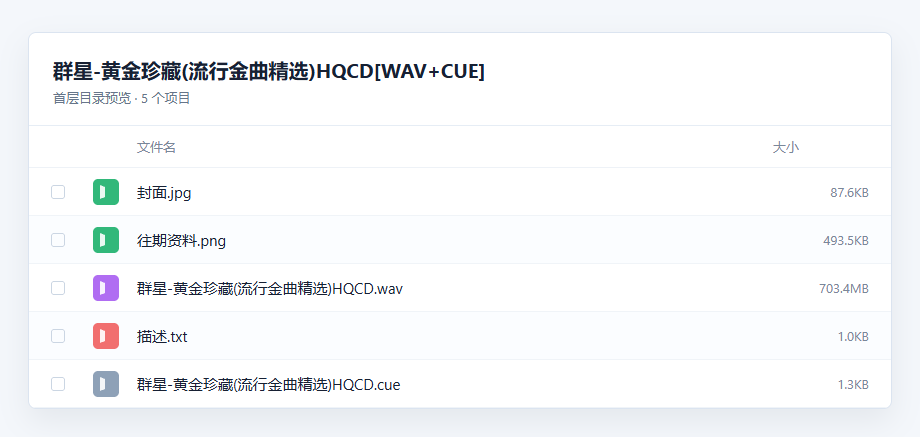 群星-黄金珍藏(流行金曲精选)HQCD[WAV+CUE]
首层目录预览 · 5 个项目
文件名 大小
封面.jpg 87.6KB
往期资料.png 493.5KB
群星-黄金珍藏(流行金曲精选)HQCD.wav 703.4MB
描述.txt 1.0KB
群星-黄金珍藏(流行金曲精选)HQCD.cue 1.3KB